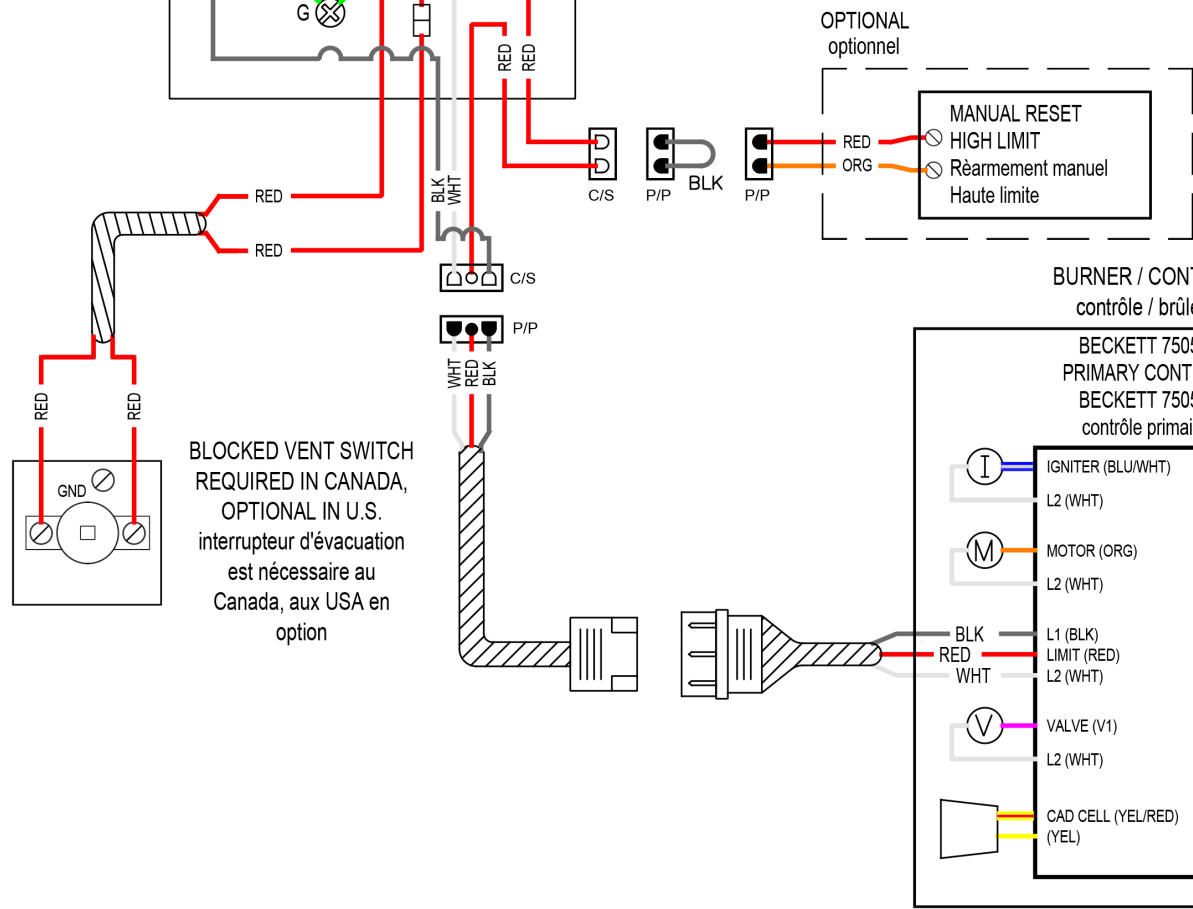 G
RED
RED
OPTIONAL
optionnel
MANUAL RESET
HIGH LIMIT
Rèarmement manuel
Haute limite
RED
ORG
C/S
P/P
BLK
P/P
BLK
WHT
RED
RED
C/S
P/P
WHT
RED
BLK
RED
RED
GND
BLOCKED VENT SWITCH
REQUIRED IN CANADA,
OPTIONAL IN U.S.
interrupteur d'évacuation
est nécessaire au
Canada, aux USA en
option
BURNER / CONT
contrôle / brûle
BECKETT 7505
PRIMARY CONT
BECKETT 7505
contrôle primai
I
IGNITER (BLU/WHT)
L2 (WHT)
M
MOTOR (ORG)
L2 (WHT)
BLK
L1 (BLK)
RED
LIMIT (RED)
WHT
L2 (WHT)
V
VALVE (V1)
L2 (WHT)
CAD CELL (YEL/RED)
(YEL)